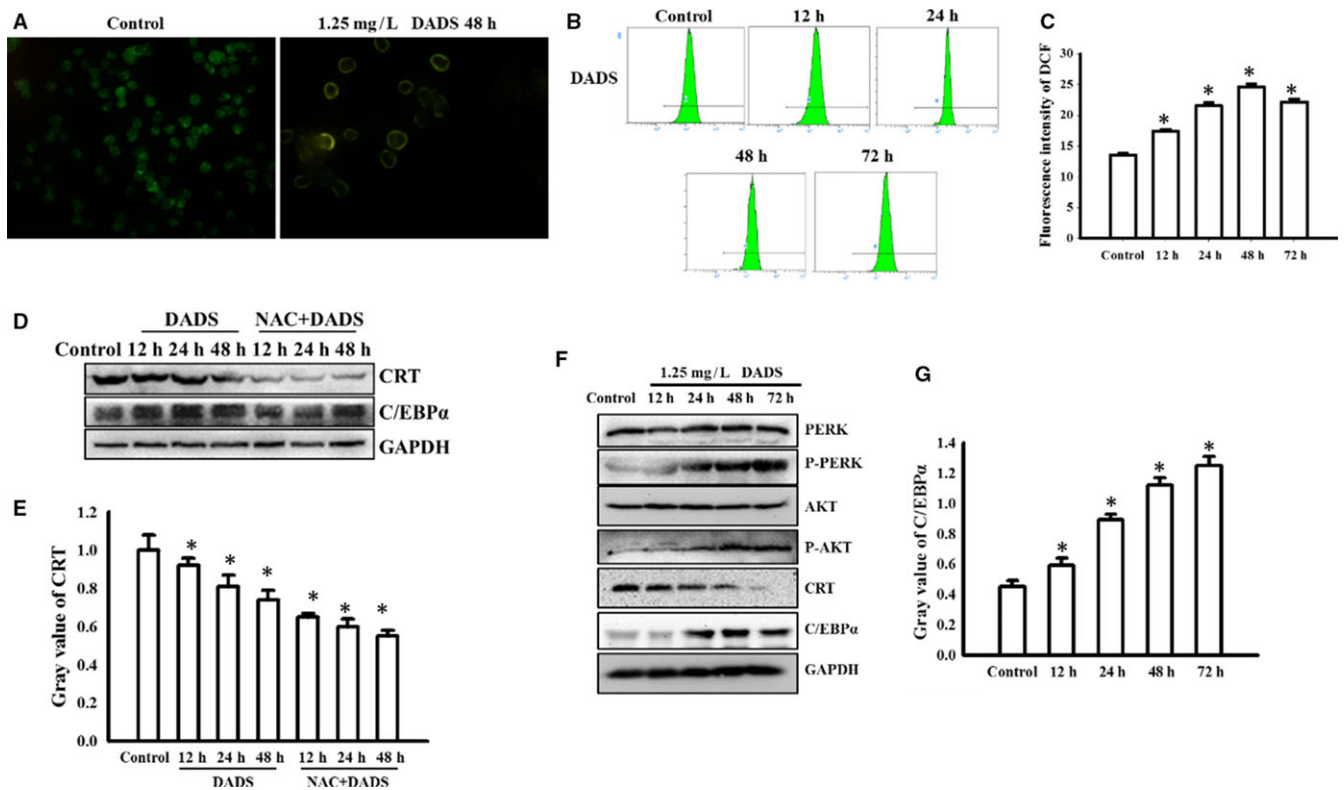 A
Control
1.25 mg/L DADS 48 h
B
Control
12 h
24 h
DADS
48 h
72 h
C
Fluorescence intensity of DCF
30
25
20
15
10
5
0
* * * *
Control 12 h 24 h 48 h 72 h
D
DADS NAC+DADS
Control 12 h 24 h 48 h 12 h 24 h 48 h
CRT
C/EBPα
GAPDH
E
Gray value of CRT
1.2
1.0
0.8
0.6
0.4
0.2
0.0
* * * * * *
Control 12 h 24 h 48 h 12 h 24 h 48 h
DADS NAC+DADS
F
1.25 mg/L DADS
Control 12 h 24 h 48 h 72 h
PERK
P-PERK
AKT
P-AKT
CRT
C/EBPα
GAPDH
G
Gray value of C/EBPα
1.4
1.2
1.0
0.8
0.6
0.4
0.2
0.0
* * * *
Control 12 h 24 h 48 h 72 h